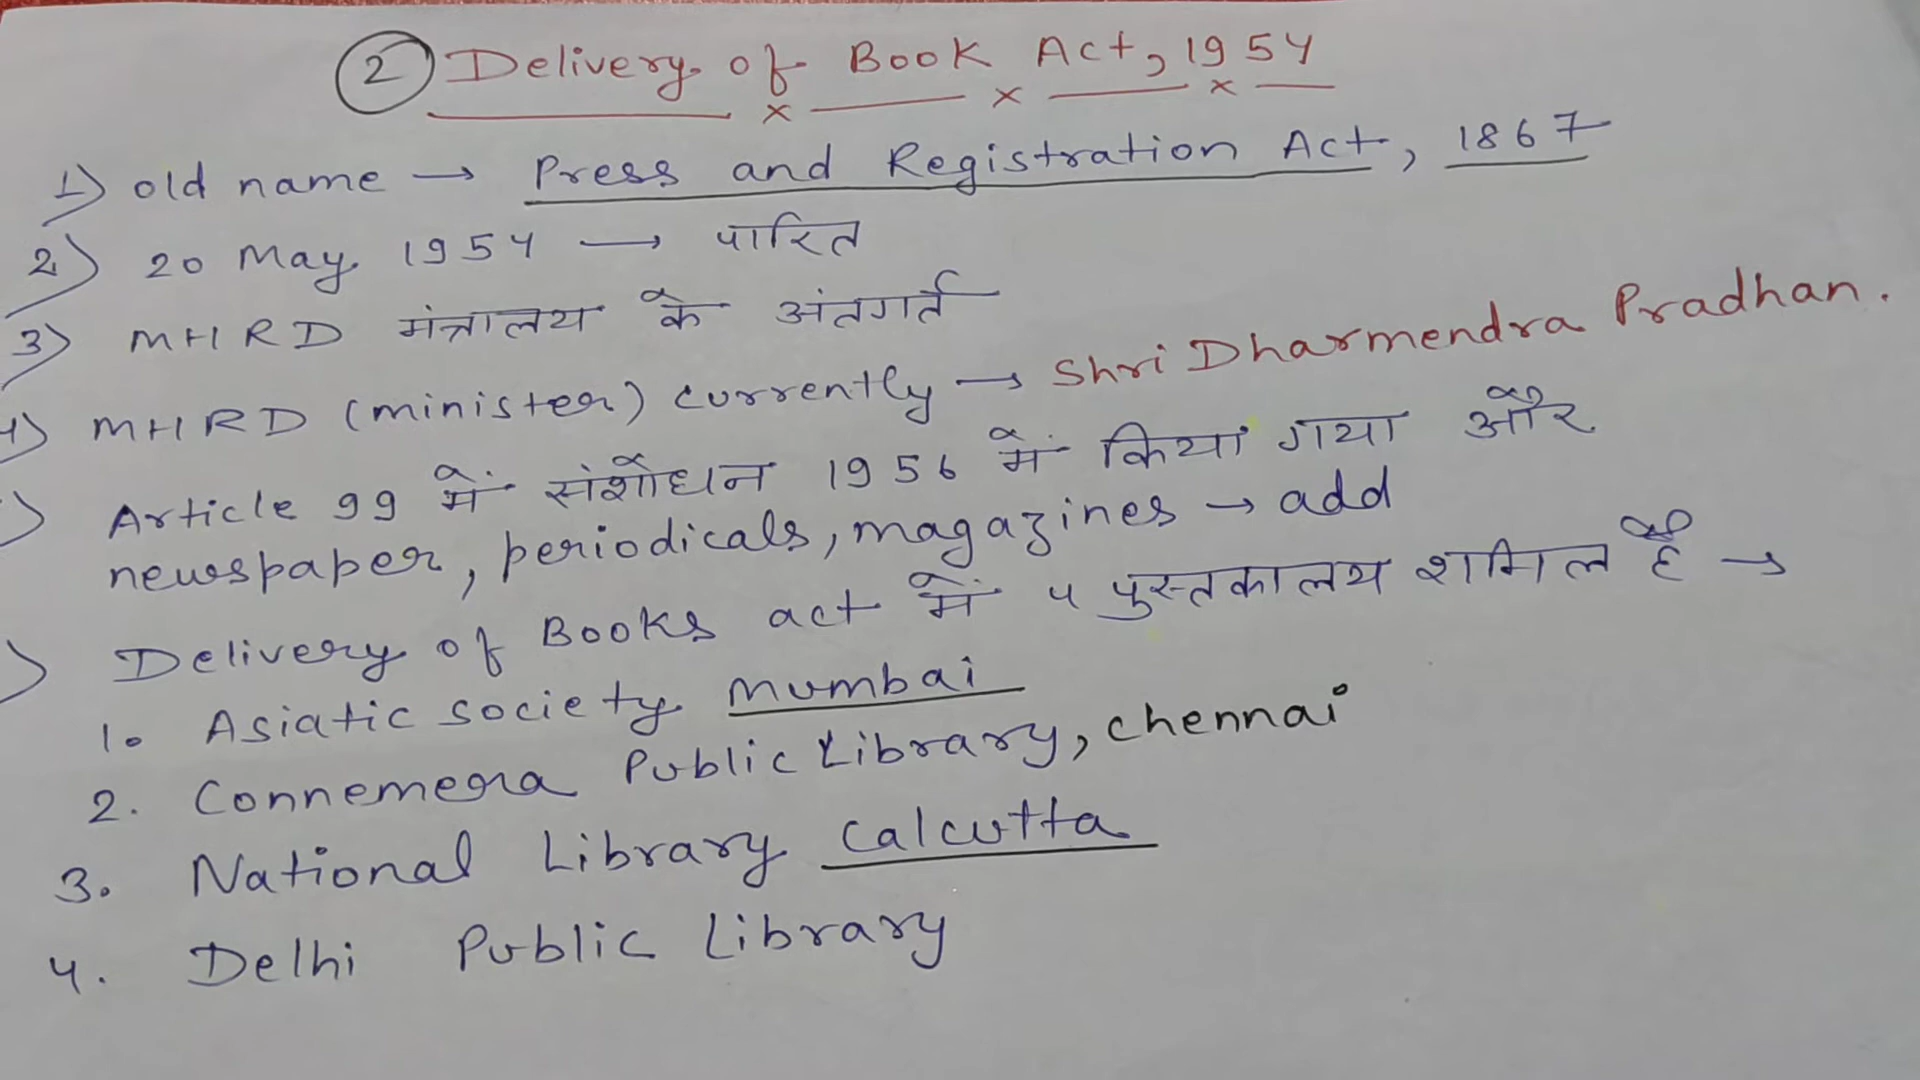 2 Delivery of Book Act, 1954
1) old name → Press and Registration Act, 1867
2) 20 May 1954 → पारित
3) MHRD मंत्रालय के अंतगर्त
4) MHRD (minister) currently → Shri Dharmendra Pradhan.
) Article 99 में संशोधन 1956 में किया गया और
newspaper, periodicals, magazines → add
) Delivery of Books act में 4 पुस्तकालय शामिल है →
1. Asiatic society Mumbai
2. Connemera Public Library, Chennai
3. National Library Calcutta
4. Delhi Public Library